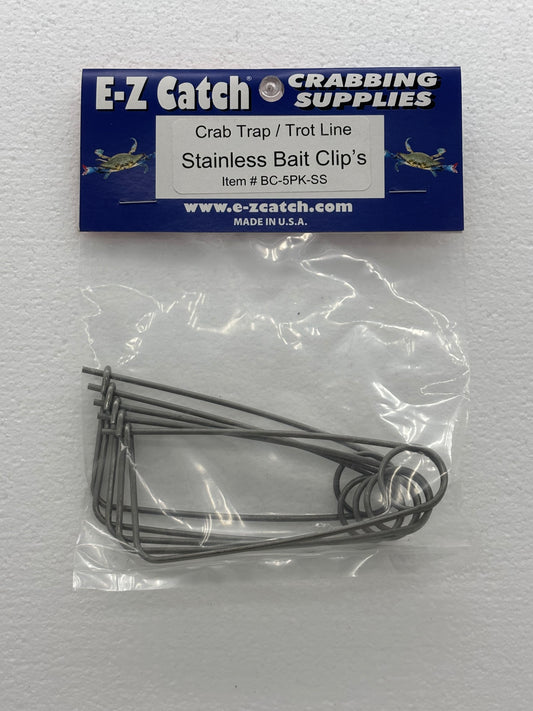 E-Z Catch® CRABBING
SUPPLIES
Crab Trap / Trot Line
Stainless Bait Clip's
Item # BC-5PK-SS
www.e-zcatch.com
MADE IN U.S.A.